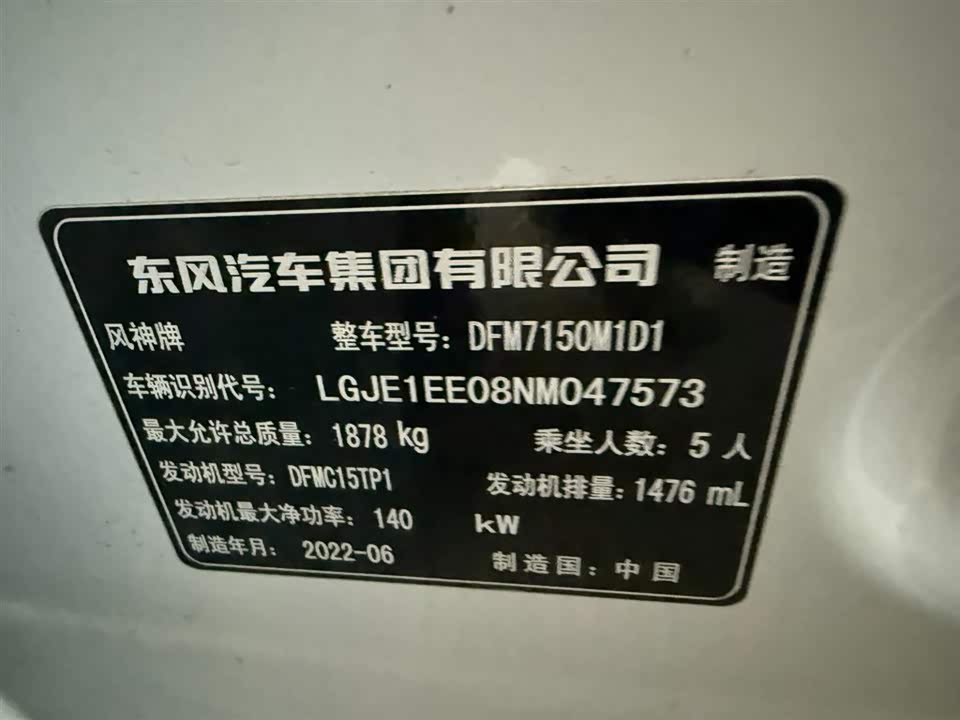 东风汽车集团有限公司 制造
风神牌 整车型号：DFM7150M1D1
车辆识别代号：LGJE1EE08NM047573
最大允许总质量：1878 kg 乘坐人数：5 人
发动机型号：DFMC15TP1 发动机排量：1476 mL
发动机最大净功率：140 kW
制造年月：2022-06 制造国：中国